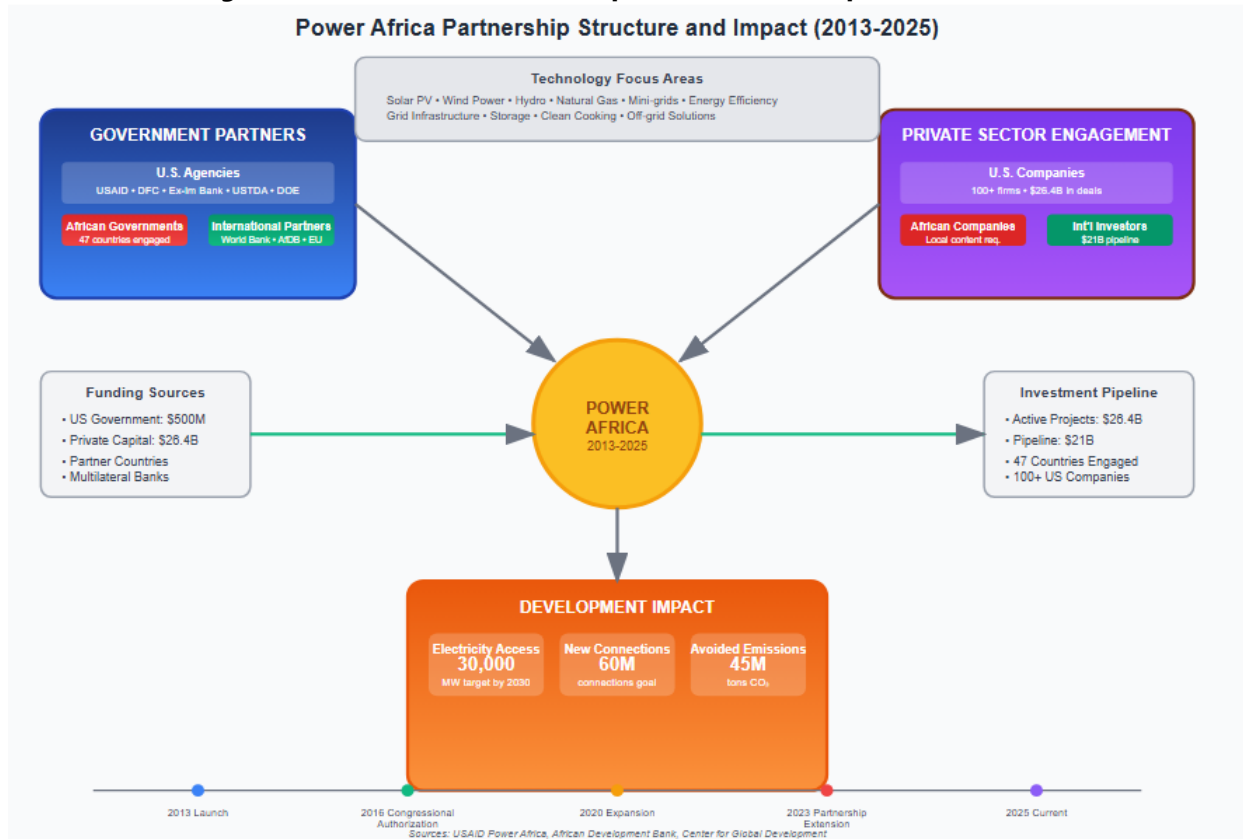 Power Africa Partnership Structure and Impact (2013-2025)
Technology Focus Areas
Solar PV • Wind Power • Hydro • Natural Gas • Mini-grids • Energy Efficiency
Grid Infrastructure • Storage • Clean Cooking • Off-grid Solutions
GOVERNMENT PARTNERS
U.S. Agencies
USAID • DFC • Ex-Im Bank • USTDA • DOE
African Governments
47 countries engaged
International Partners
World Bank • AfDB • EU
PRIVATE SECTOR ENGAGEMENT
U.S. Companies
100+ firms • $26.4B in deals
African Companies
Local content req.
Int'l Investors
$21B pipeline
Funding Sources
• US Government: $500M
• Private Capital: $26.4B
• Partner Countries
• Multilateral Banks
POWER
AFRICA
2013-2025
Investment Pipeline
• Active Projects: $26.4B
• Pipeline: $21B
• 47 Countries Engaged
• 100+ US Companies
DEVELOPMENT IMPACT
Electricity Access
30,000
MW target by 2030
New Connections
60M
connections goal
Avoided Emissions
45M
tons CO₂
2013 Launch
2016 Congressional
Authorization
2020 Expansion
2023 Partnership
Extension
2025 Current
Sources: USAID Power Africa, African Development Bank, Center for Global Development